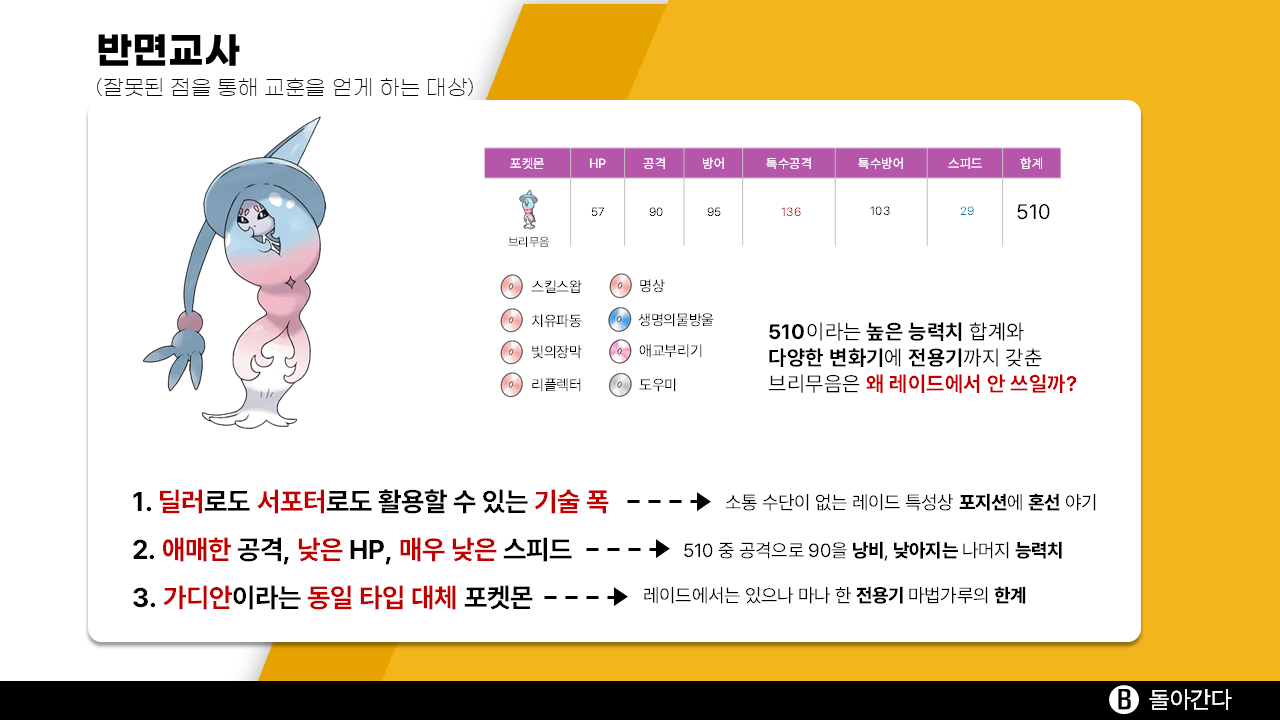 반면교사
(잘못된 점을 통해 교훈을 얻게 하는 대상)
포켓몬 HP 공격 방어 특수공격 특수방어 스피드 합계
57 90 95 136 103 29 510
브리무음
스킬스왑 명상
치유파동 생명의물방울
빛의장막 애교부리기
리플렉터 도우미
510이라는 높은 능력치 합계와
다양한 변화기에 전용기까지 갖춘
브리무음은 왜 레이드에서 안 쓰일까?
1. 딜러로도 서포터로도 활용할 수 있는 기술 폭 소통 수단이 없는 레이드 특성상 포지션에 혼선 야기
2. 애매한 공격, 낮은 HP, 매우 낮은 스피드 510 중 공격으로 90을 낭비, 낮아지는 나머지 능력치
3. 가디안이라는 동일 타입 대체 포켓몬 레이드에서는 있으나 마나 한 전용기 마법가루의 한계
B 돌아간다